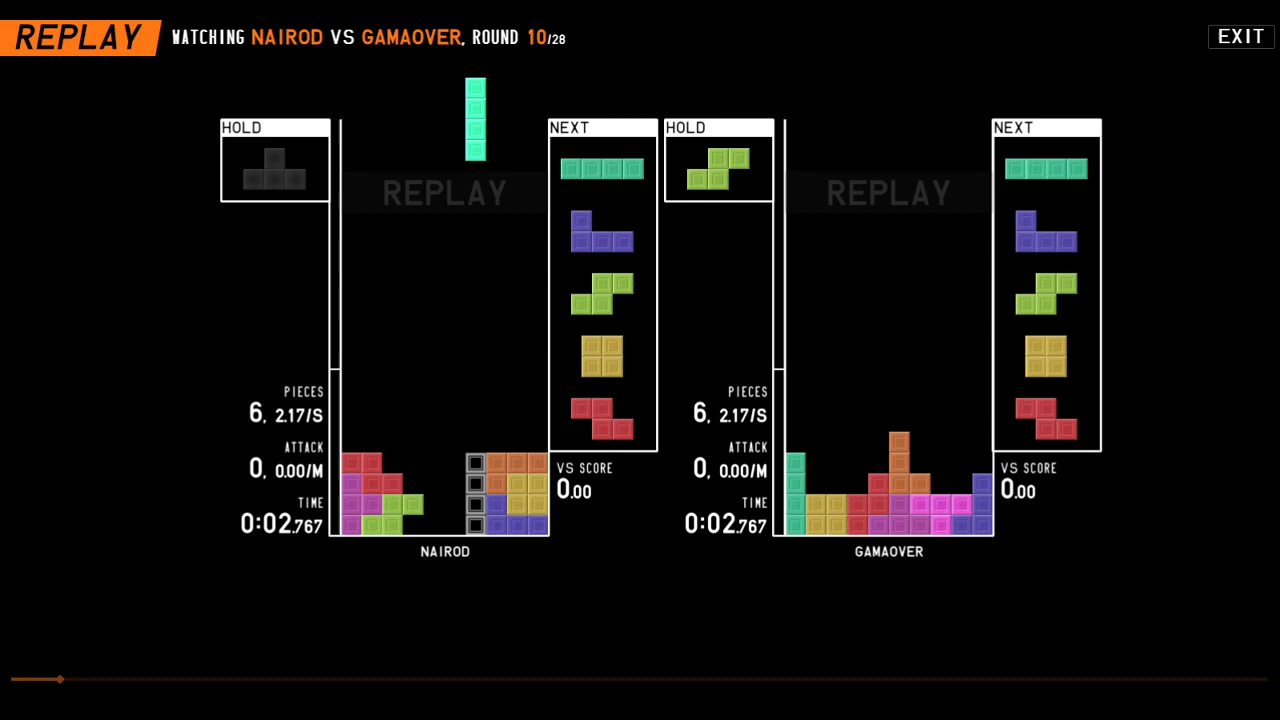 REPLAY
WATCHING NAIROD VS GAMAOVER, ROUND 10/28
EXIT
HOLD
NEXT
REPLAY
PIECES
6, 2.17/S
ATTACK
0, 0.00/M
TIME
0:02.767
VS SCORE
0.00
NAIROD
HOLD
NEXT
REPLAY
PIECES
6, 2.17/S
ATTACK
0, 0.00/M
TIME
0:02.767
VS SCORE
0.00
GAMAOVER